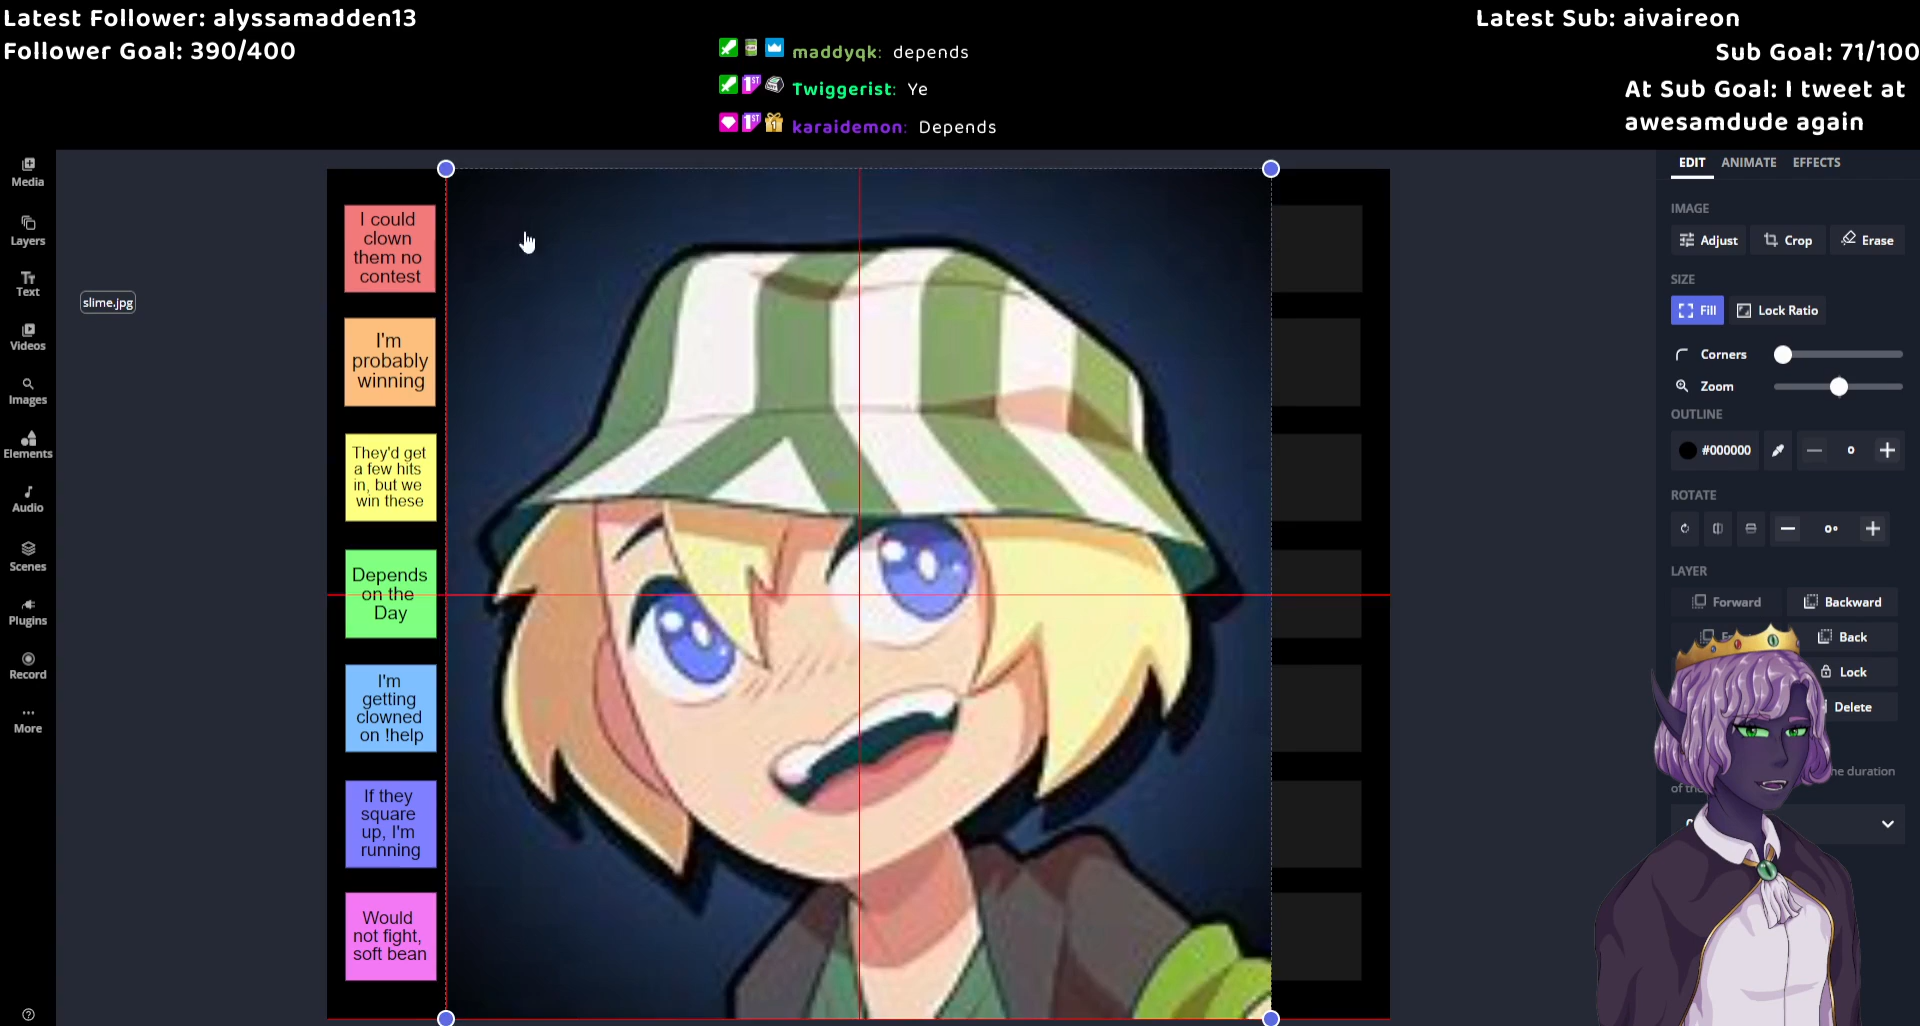 Latest Follower: alyssamadden13
Follower Goal: 390/400
maddyqk: depends
Twiggerist: Ye
karaidemon: Depends
Latest Sub: aivaireon
Sub Goal: 71/100
At Sub Goal: I tweet at
awesamdude again
Media
Layers
Text
Videos
Images
Elements
Audio
Scenes
Plugins
Record
More
slime.jpg
I could
clown
them no
contest
I'm
probably
winning
They'd get
a few hits
in, but we
win these
Depends
on the
Day
I'm
getting
clowned
on !help
If they
square
up, I'm
running
Would
not fight,
soft bean
EDIT ANIMATE EFFECTS
IMAGE
Adjust Crop Erase
SIZE
Fill Lock Ratio
Corners
Zoom
OUTLINE
#000000 0
ROTATE
0°
LAYER
Forward Backward
Back
Lock
Delete
duration
of